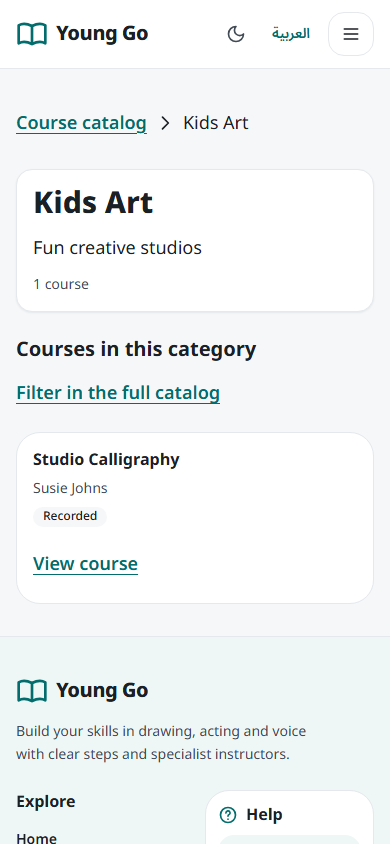 Young Go
العربية
Course catalog > Kids Art
Kids Art
Fun creative studios
1 course
Courses in this category
Filter in the full catalog
Studio Calligraphy
Susie Johns
Recorded
View course
Young Go
Build your skills in drawing, acting and voice
with clear steps and specialist instructors.
Explore
Help
Home